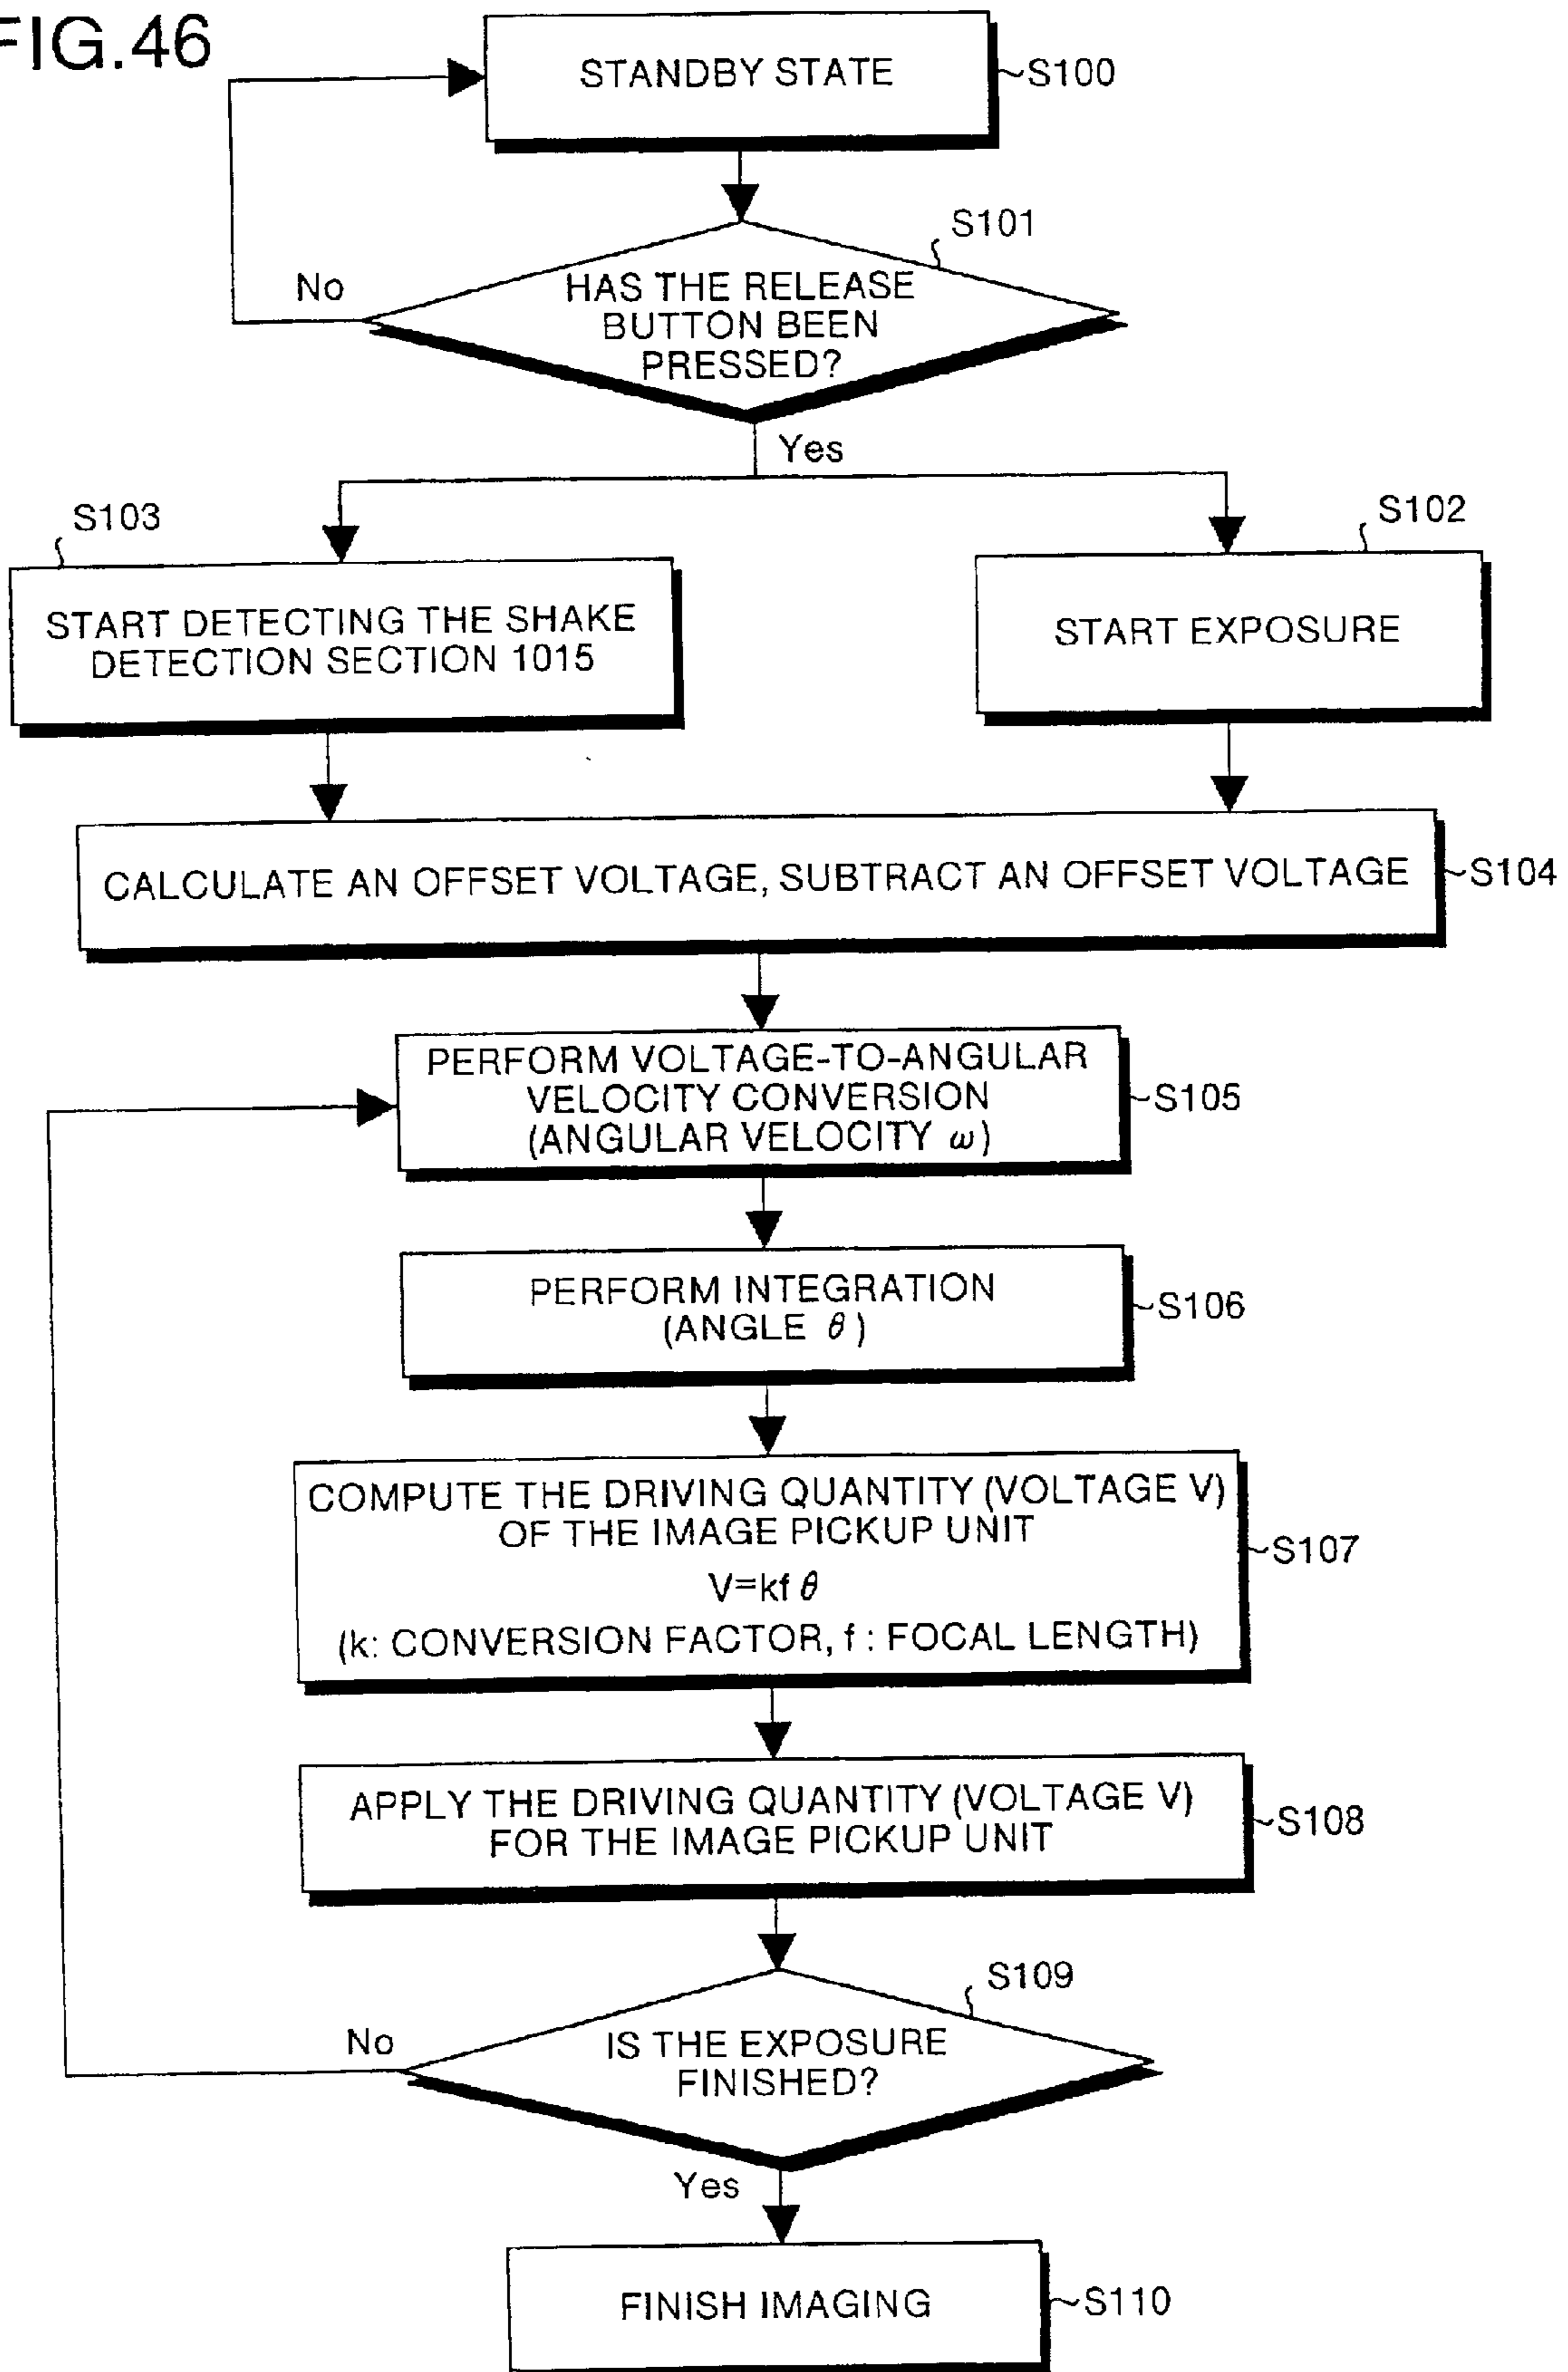 FIG.46
STANDBY STATE
S100
S101
HAS THE RELEASE
BUTTON BEEN
PRESSED?
No
Yes
S103
START DETECTING THE SHAKE
DETECTION SECTION 1015
S102
START EXPOSURE
CALCULATE AN OFFSET VOLTAGE, SUBTRACT AN OFFSET VOLTAGE
S104
PERFORM VOLTAGE-TO-ANGULAR
VELOCITY CONVERSION
(ANGULAR VELOCITY ω)
S105
PERFORM INTEGRATION
(ANGLE θ)
S106
COMPUTE THE DRIVING QUANTITY (VOLTAGE V)
OF THE IMAGE PICKUP UNIT
V=kfθ
(k: CONVERSION FACTOR, f : FOCAL LENGTH)
S107
APPLY THE DRIVING QUANTITY (VOLTAGE V)
FOR THE IMAGE PICKUP UNIT
S108
S109
IS THE EXPOSURE
FINISHED?
No
Yes
FINISH IMAGING
S110